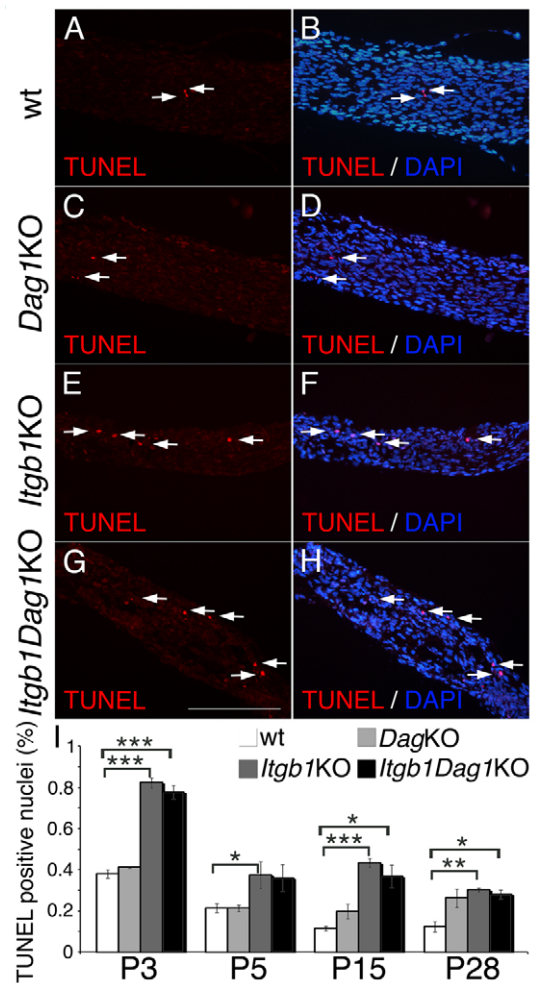 A
B
wt
TUNEL
TUNEL / DAPI
C
D
Dag1KO
TUNEL
TUNEL / DAPI
E
F
Itgb1KO
TUNEL
TUNEL / DAPI
G
H
Itgb1Dag1KO
TUNEL
TUNEL / DAPI
I
wt
DagKO
Itgb1KO
Itgb1Dag1KO
TUNEL positive nuclei (%)
1
0.8
0.6
0.4
0.2
0
***
***
*
*
***
*
**
P3
P5
P15
P28